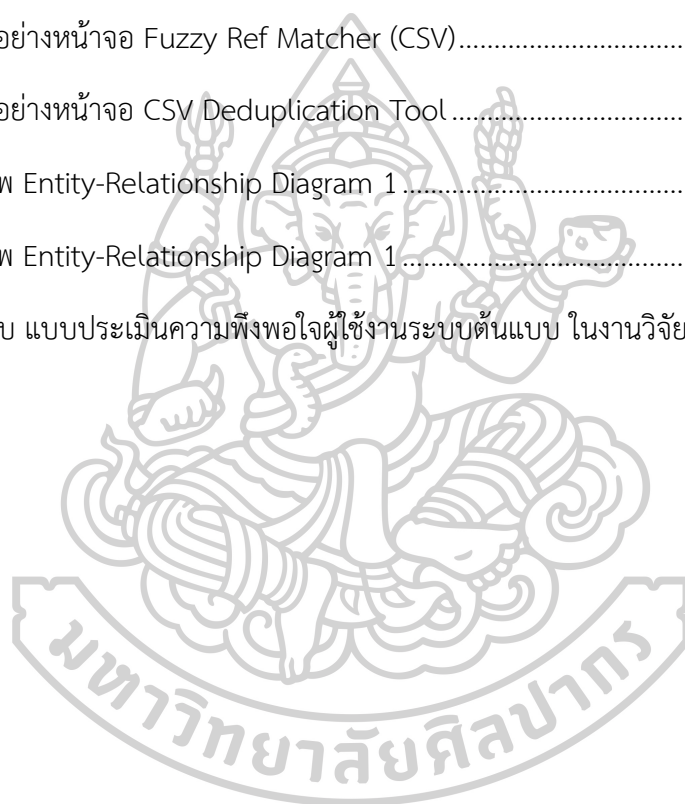 อย่างหน้าจอ Fuzzy Ref Matcher (CSV)................................
อย่างหน้าจอ CSV Deduplication Tool.................................
พ Entity-Relationship Diagram 1........................................
พ Entity-Relationship Diagram 1........................................
บ แบบประเมินความพึงพอใจผู้ใช้งานระบบต้นแบบ ในงานวิจัย
มหาวิทยาลัยศิลปากร